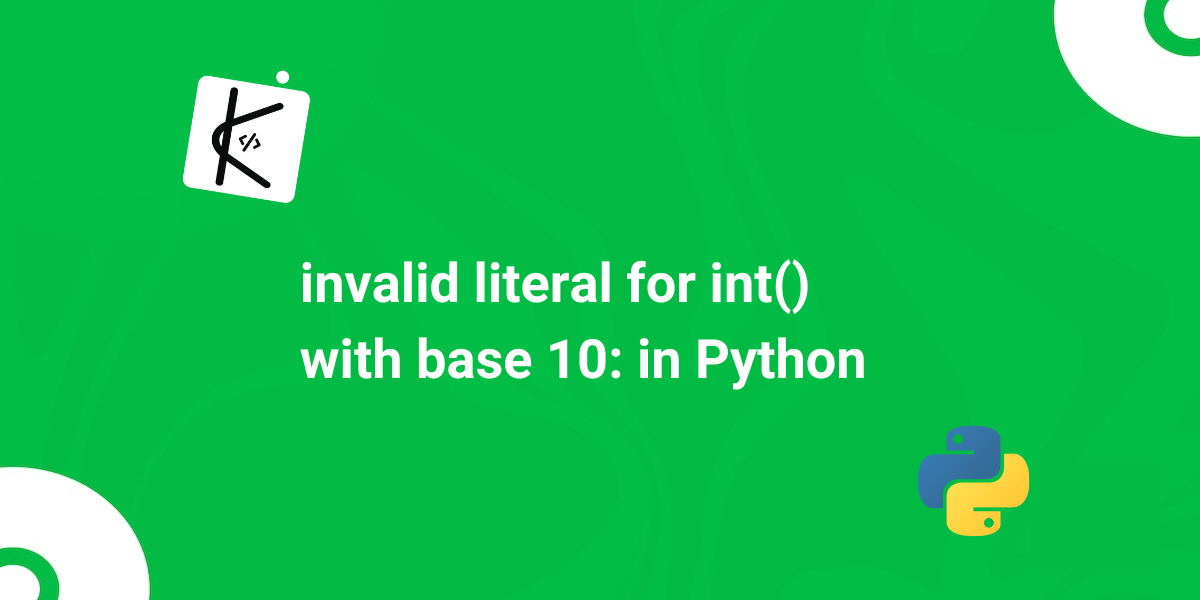 invalid literal for int()
with base 10: in Python